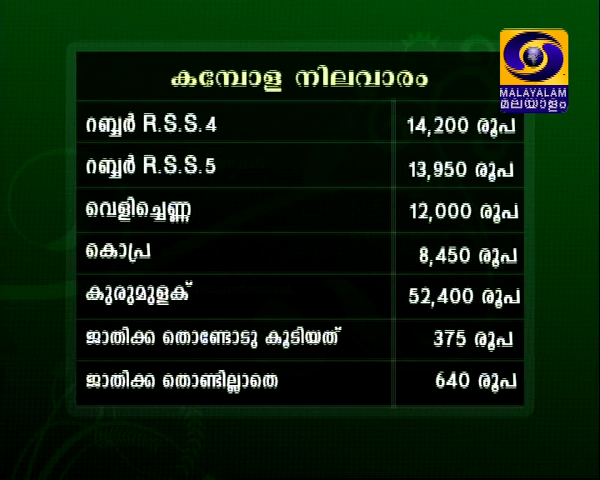 കമ്പോള നിലവാരം
MALAYALAM
മലയാളം
റബ്ബർ R.S.S.4 14,200 രൂപ
റബ്ബർ R.S.S.5 13,950 രൂപ
വെളിച്ചെണ്ണ 12,000 രൂപ
കൊപ്ര 8,450 രൂപ
കുരുമുളക് 52,400 രൂപ
ജാതിക്ക തൊണ്ടോടു കൂടിയത് 375 രൂപ
ജാതിക്ക തൊണ്ടില്ലാതെ 640 രൂപ